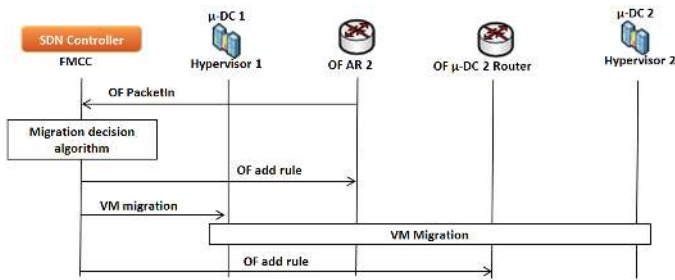 μ-DC 1
μ-DC 2
SDN Controller
FMCC
Hypervisor 1
OF AR 2
OF μ-DC 2 Router
Hypervisor 2
OF PacketIn
Migration decision
algorithm
OF add rule
VM migration
VM Migration
OF add rule